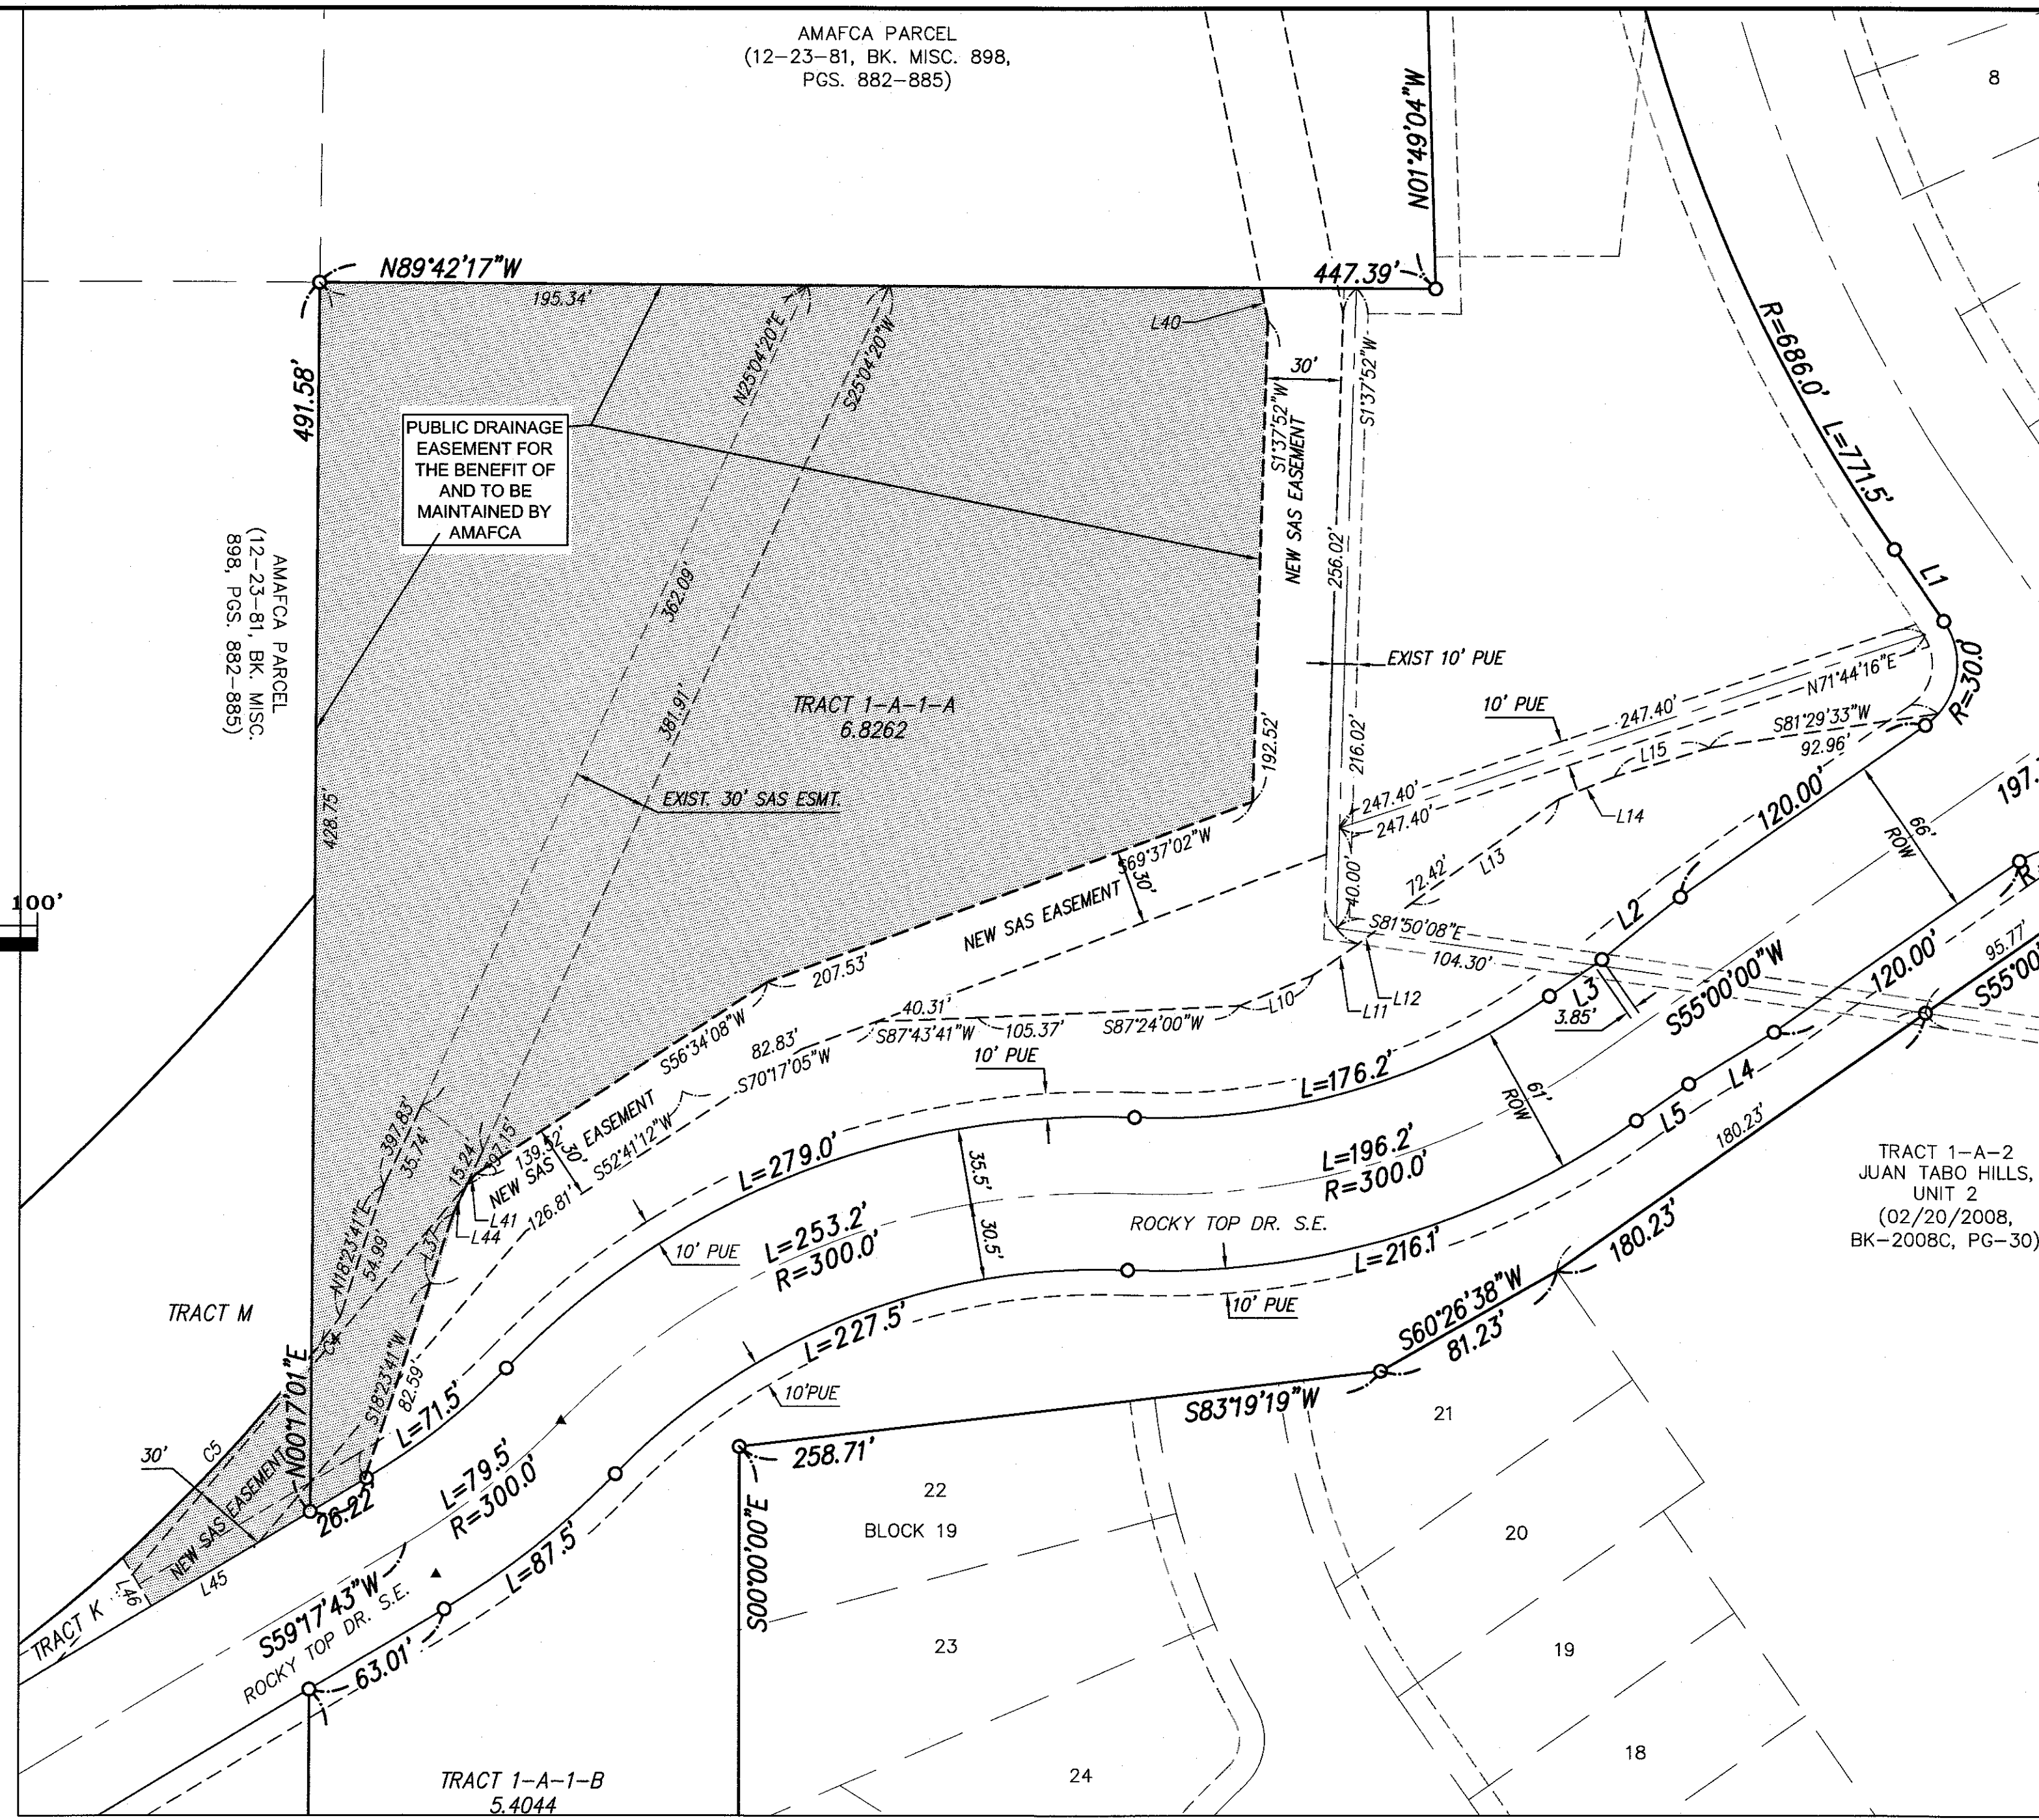 AMAFCA PARCEL
(12-23-81, BK. MISC. 898,
PGS. 882-885)
N01°49'04"W
8
N89°42'17"W
447.39'
195.34'
L40
30'
N25°04'20"E
S25°04'20"W
S1°37'52"W
S1°37'52"W
R=686.0' L=771.5'
491.58'
PUBLIC DRAINAGE
EASEMENT FOR
THE BENEFIT OF
AND TO BE
MAINTAINED BY
AMAFCA
NEW SAS EASEMENT
256.02'
L1
362.09'
AMAFCA PARCEL
(12-23-81, BK. MISC.
898, PGS. 882-885)
EXIST 10' PUE
R=30.0'
N71°44'16"E
381.91'
TRACT 1-A-1-A
6.8262
10' PUE
247.40'
S81°29'33"W
92.96'
192.52'
216.02'
L15
EXIST. 30' SAS ESMT.
428.75'
247.40'
247.40'
L14
120.00'
197.
66'
ROW
S69°37'02"W
30'
L13
72.42'
40.00'
100'
L2
R
NEW SAS EASEMENT
S81°50'08"E
104.30'
95.77'
207.53'
120.00'
S55°00'
L3
3.85'
S55°00'00"W
40.31'
L10
L12
L11
S56°34'08"W
82.83'
S87°43'41"W
105.37'
S87°24'00"W
S70°17'05"W
10' PUE
L=176.2'
61'
ROW
L4
L5
397.83'
35.74'
15.24'
397.15'
139.52'
30'
NEW SAS EASEMENT
S52°41'12"W
126.81'
L=279.0'
35.5'
30.5'
L=196.2'
R=300.0'
180.23'
TRACT 1-A-2
JUAN TABO HILLS,
UNIT 2
(02/20/2008,
BK-2008C, PG-30)
N18°23'41"E
54.99'
L41
L44
L37
10' PUE
L=253.2'
R=300.0'
ROCKY TOP DR. S.E.
L=216.1'
180.23'
TRACT M
10' PUE
L=227.5'
S60°26'38"W
81.23'
N00°17'01"E
S18°23'41"W
82.59'
L=71.5'
10'PUE
S83°19'19"W
21
C5
30'
258.71'
L=79.5'
R=300.0'
26.22'
22
BLOCK 19
20
NEW SAS EASEMENT
L45
L46
L=87.5'
S00°00'00"E
TRACT K
S59°17'43"W
ROCKY TOP DR. S.E.
63.01'
23
19
18
24
TRACT 1-A-1-B
5.4044